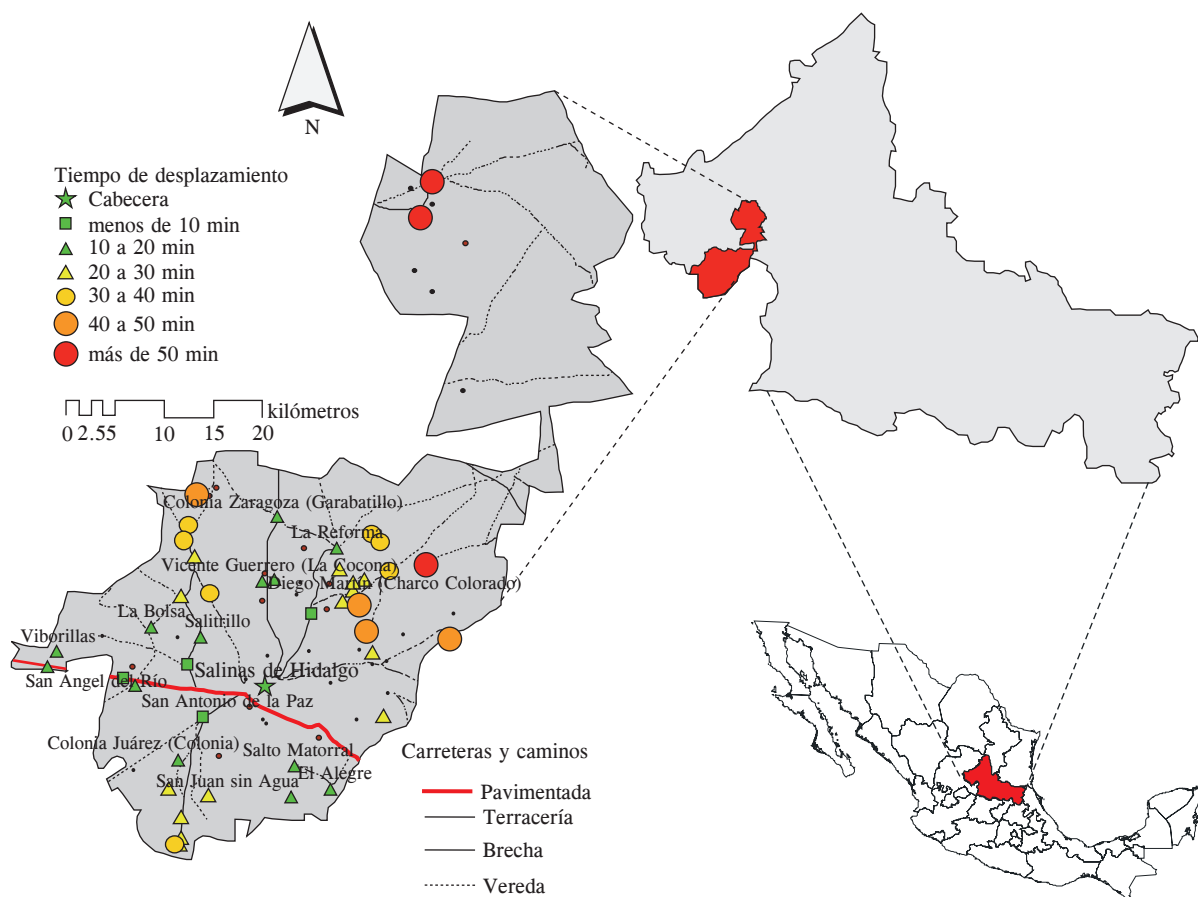 N
Tiempo de desplazamiento
Cabecera
menos de 10 min
10 a 20 min
20 a 30 min
30 a 40 min
40 a 50 min
más de 50 min
kilómetros
0 2.55 10 15 20
Colonia Zaragoza (Garabatillo)
La Reforma
Vicente Guerrero (La Cocona)
Diego Martín (Charco Colorado)
La Bolsa
Salitrillo
Viborillas
Salinas de Hidalgo
San Ángel del Río
San Antonio de la Paz
Colonia Juárez (Colonia)
Salto Matorral
El Alegre
San Juan sin Agua
Carreteras y caminos
Pavimentada
Terracería
Brecha
Vereda